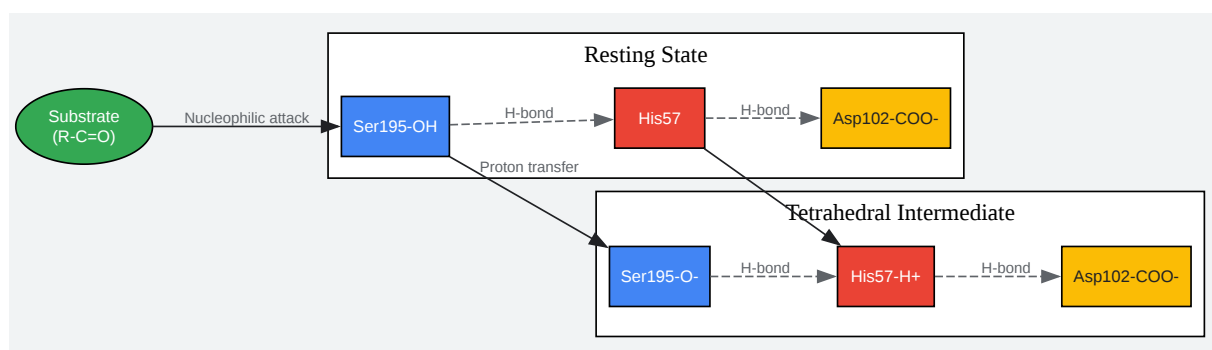 Resting State
Substrate
(R-C=O)
Nucleophilic attack
Ser195-OH
H-bond
His57
H-bond
Asp102-COO-
Proton transfer
Tetrahedral Intermediate
Ser195-O-
H-bond
His57-H+
H-bond
Asp102-COO-